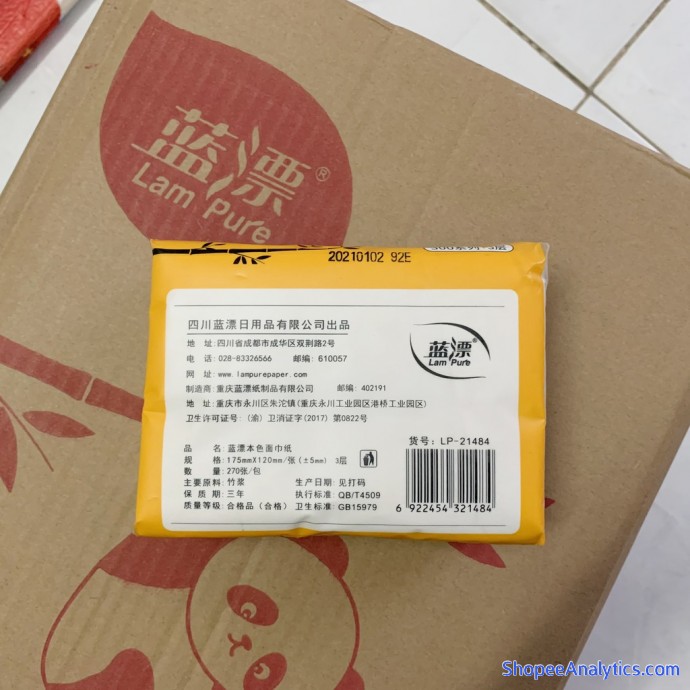 蓝漂®
Lam Pure
300系列·3层
20210102 92E
四川蓝漂日用品有限公司出品
地 址:四川省成都市成华区双荆路2号
电 话:028-83326566 邮编:610057
网 址:www.lampurepaper.com
制造商:重庆蓝漂纸制品有限公司 邮编:402191
地 址:重庆市永川区朱沱镇(重庆永川工业园区港桥工业园区)
卫生许可证号:(渝)卫消证字(2017)第0822号
蓝漂
Lam Pure
货号:LP-21484
品 名:蓝漂本色面巾纸
规 格:175mmX120mm/张(±5mm) 3层
数 量:270张/包
主要原料:竹浆 生产日期:见打码
保 质 期:三年 执行标准:QB/T4509
质量等级:合格品(合格) 卫生标准:GB15979
6 922454 321484
ShopeeAnalytics.com